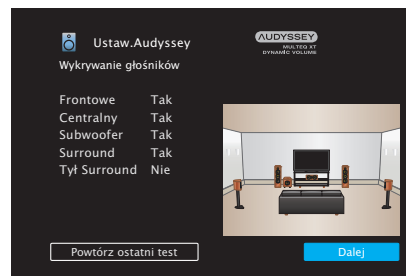 Ustaw.Audyssey
AUDYSSEY
MULTEQ XT
DYNAMIC VOLUME
Wykrywanie głośników
Frontowe Tak
Centralny Tak
Subwoofer Tak
Surround Tak
Tył Surround Nie
Powtórz ostatni test
Dalej